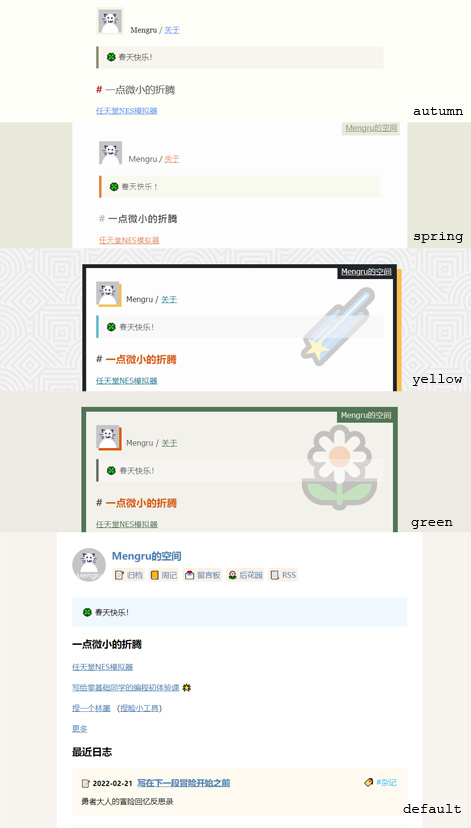 Mengru / 关于
春天快乐!
# 一点微小的折腾
任天堂NES模拟器
autumn
Mengru的空间
Mengru / 关于
春天快乐！
# 一点微小的折腾
任天堂NES模拟器
spring
Mengru的空间
Mengru / 关于
春天快乐!
# 一点微小的折腾
任天堂NES模拟器
yellow
Mengru的空间
Mengru / 关于
春天快乐!
# 一点微小的折腾
任天堂NES模拟器
green
Mengru的空间
Mengru
归档 周记 留言板 后花园 RSS
春天快乐!
一点微小的折腾
任天堂NES模拟器
写给零基础同学的编程初体验课
捏一个林黛 （捏脸小工具）
更多
最近日志
2022-02-21 写在下一段冒险开始之前 #杂记
勇者大人的冒险回忆反思录
default